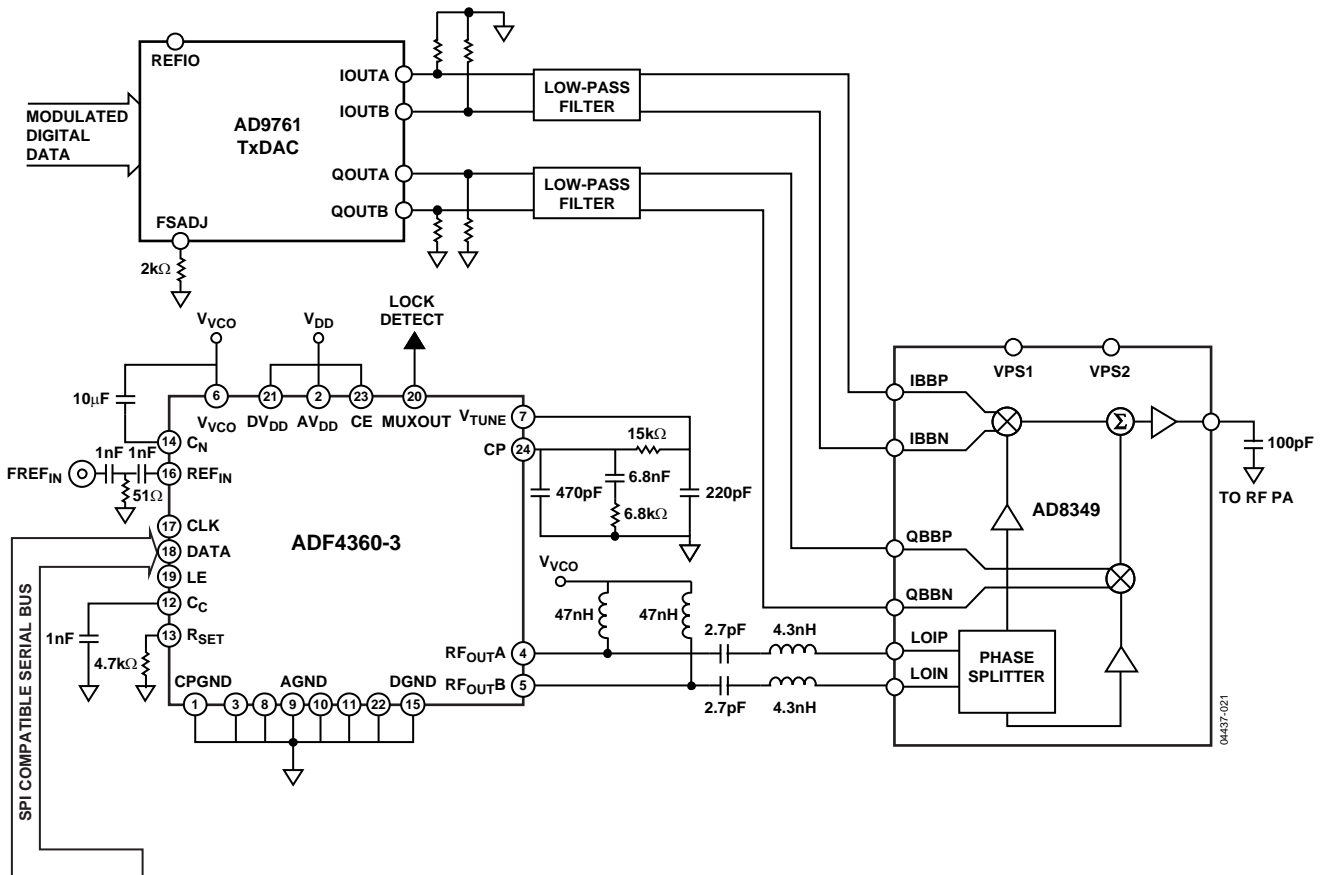 REFIO
MODULATED
DIGITAL
DATA
AD9761
TxDAC
IOUTA
IOUTB
QOUTA
QOUTB
FSADJ
2kΩ
LOW-PASS
FILTER
LOW-PASS
FILTER
LOCK
DETECT
VVCO
VDD
10µF
6
21
2
23
20
VVCO
DVDD
AVDD
CE
MUXOUT
VTUNE
7
CP
24
14
CN
1nF
1nF
FREFIN
16
REFIN
51Ω
17
CLK
18
DATA
19
LE
12
CC
1nF
13
RSET
4.7kΩ
ADF4360-3
15kΩ
470pF
6.8nF
6.8kΩ
220pF
VVCO
47nH
47nH
2.7pF
4.3nH
RFOUTA
4
RFOUTB
5
2.7pF
4.3nH
CPGND
AGND
DGND
1
3
8
9
10
11
22
15
SPI COMPATIBLE SERIAL BUS
VPS1
VPS2
IBBP
IBBN
Σ
100pF
TO RF PA
AD8349
QBBP
QBBN
LOIP
LOIN
PHASE
SPLITTER
04437-021